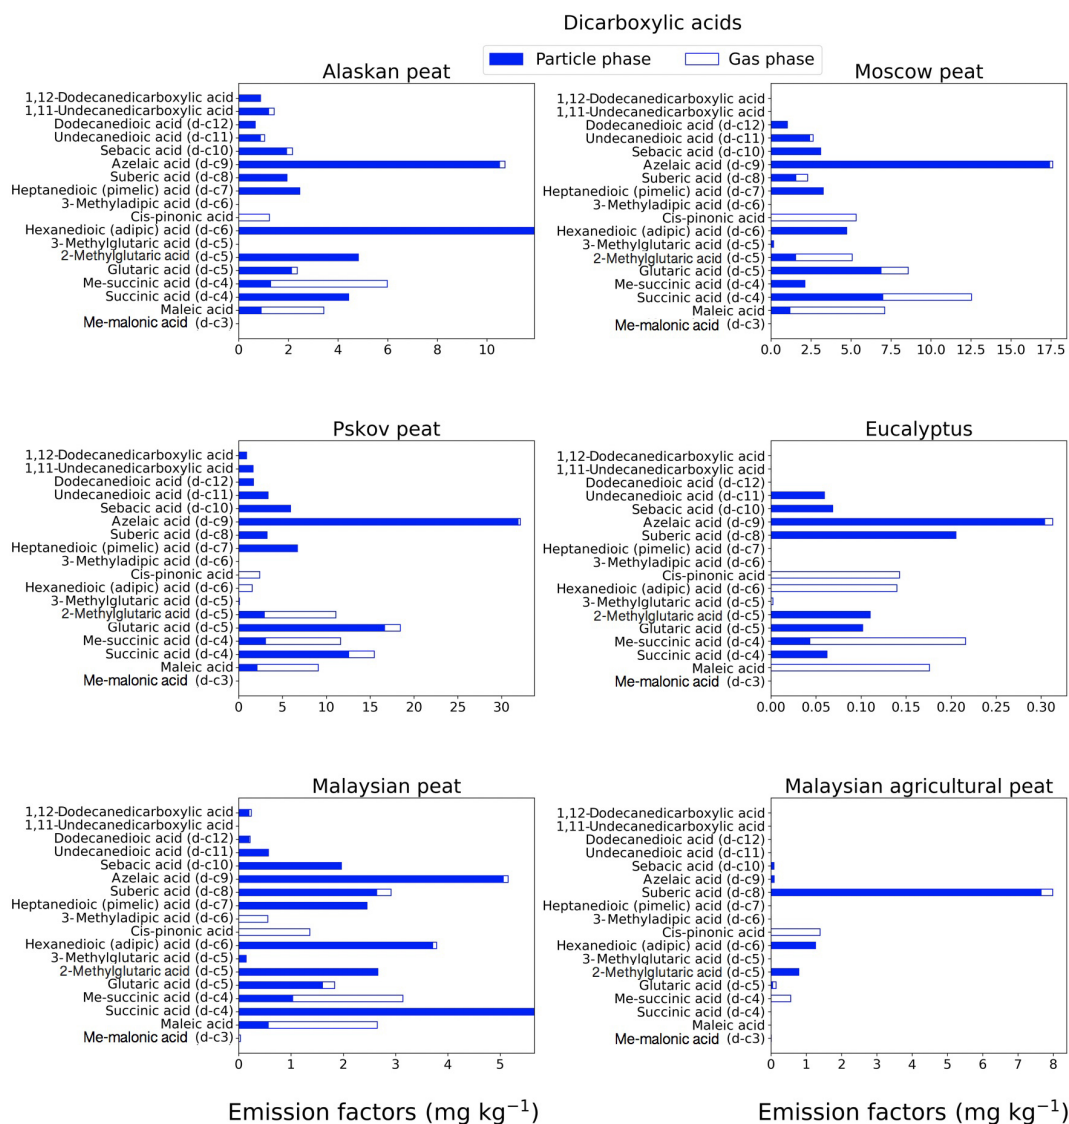 Dicarboxylic acids
Particle phase
Gas phase
Alaskan peat
1,12-Dodecanedicarboxylic acid
1,11-Undecanedicarboxylic acid
Dodecanedioic acid (d-c12)
Undecanedioic acid (d-c11)
Sebacic acid (d-c10)
Azelaic acid (d-c9)
Suberic acid (d-c8)
Heptanedioic (pimelic) acid (d-c7)
3-Methyladipic acid (d-c6)
Cis-pinonic acid
Hexanedioic (adipic) acid (d-c6)
3-Methylglutaric acid (d-c5)
2-Methylglutaric acid (d-c5)
Glutaric acid (d-c5)
Me-succinic acid (d-c4)
Succinic acid (d-c4)
Maleic acid
Me-malonic acid (d-c3)
0 2 4 6 8 10
Moscow peat
1,12-Dodecanedicarboxylic acid
1,11-Undecanedicarboxylic acid
Dodecanedioic acid (d-c12)
Undecanedioic acid (d-c11)
Sebacic acid (d-c10)
Azelaic acid (d-c9)
Suberic acid (d-c8)
Heptanedioic (pimelic) acid (d-c7)
3-Methyladipic acid (d-c6)
Cis-pinonic acid
Hexanedioic (adipic) acid (d-c6)
3-Methylglutaric acid (d-c5)
2-Methylglutaric acid (d-c5)
Glutaric acid (d-c5)
Me-succinic acid (d-c4)
Succinic acid (d-c4)
Maleic acid
Me-malonic acid (d-c3)
0.0 2.5 5.0 7.5 10.0 12.5 15.0 17.5
Pskov peat
1,12-Dodecanedicarboxylic acid
1,11-Undecanedicarboxylic acid
Dodecanedioic acid (d-c12)
Undecanedioic acid (d-c11)
Sebacic acid (d-c10)
Azelaic acid (d-c9)
Suberic acid (d-c8)
Heptanedioic (pimelic) acid (d-c7)
3-Methyladipic acid (d-c6)
Cis-pinonic acid
Hexanedioic (adipic) acid (d-c6)
3-Methylglutaric acid (d-c5)
2-Methylglutaric acid (d-c5)
Glutaric acid (d-c5)
Me-succinic acid (d-c4)
Succinic acid (d-c4)
Maleic acid
Me-malonic acid (d-c3)
0 5 10 15 20 25 30
Eucalyptus
1,12-Dodecanedicarboxylic acid
1,11-Undecanedicarboxylic acid
Dodecanedioic acid (d-c12)
Undecanedioic acid (d-c11)
Sebacic acid (d-c10)
Azelaic acid (d-c9)
Suberic acid (d-c8)
Heptanedioic (pimelic) acid (d-c7)
3-Methyladipic acid (d-c6)
Cis-pinonic acid
Hexanedioic (adipic) acid (d-c6)
3-Methylglutaric acid (d-c5)
2-Methylglutaric acid (d-c5)
Glutaric acid (d-c5)
Me-succinic acid (d-c4)
Succinic acid (d-c4)
Maleic acid
Me-malonic acid (d-c3)
0.00 0.05 0.10 0.15 0.20 0.25 0.30
Malaysian peat
1,12-Dodecanedicarboxylic acid
1,11-Undecanedicarboxylic acid
Dodecanedioic acid (d-c12)
Undecanedioic acid (d-c11)
Sebacic acid (d-c10)
Azelaic acid (d-c9)
Suberic acid (d-c8)
Heptanedioic (pimelic) acid (d-c7)
3-Methyladipic acid (d-c6)
Cis-pinonic acid
Hexanedioic (adipic) acid (d-c6)
3-Methylglutaric acid (d-c5)
2-Methylglutaric acid (d-c5)
Glutaric acid (d-c5)
Me-succinic acid (d-c4)
Succinic acid (d-c4)
Maleic acid
Me-malonic acid (d-c3)
0 1 2 3 4 5
Emission factors (mg kg⁻¹)
Malaysian agricultural peat
1,12-Dodecanedicarboxylic acid
1,11-Undecanedicarboxylic acid
Dodecanedioic acid (d-c12)
Undecanedioic acid (d-c11)
Sebacic acid (d-c10)
Azelaic acid (d-c9)
Suberic acid (d-c8)
Heptanedioic (pimelic) acid (d-c7)
3-Methyladipic acid (d-c6)
Cis-pinonic acid
Hexanedioic (adipic) acid (d-c6)
3-Methylglutaric acid (d-c5)
2-Methylglutaric acid (d-c5)
Glutaric acid (d-c5)
Me-succinic acid (d-c4)
Succinic acid (d-c4)
Maleic acid
Me-malonic acid (d-c3)
0 1 2 3 4 5 6 7 8
Emission factors (mg kg⁻¹)